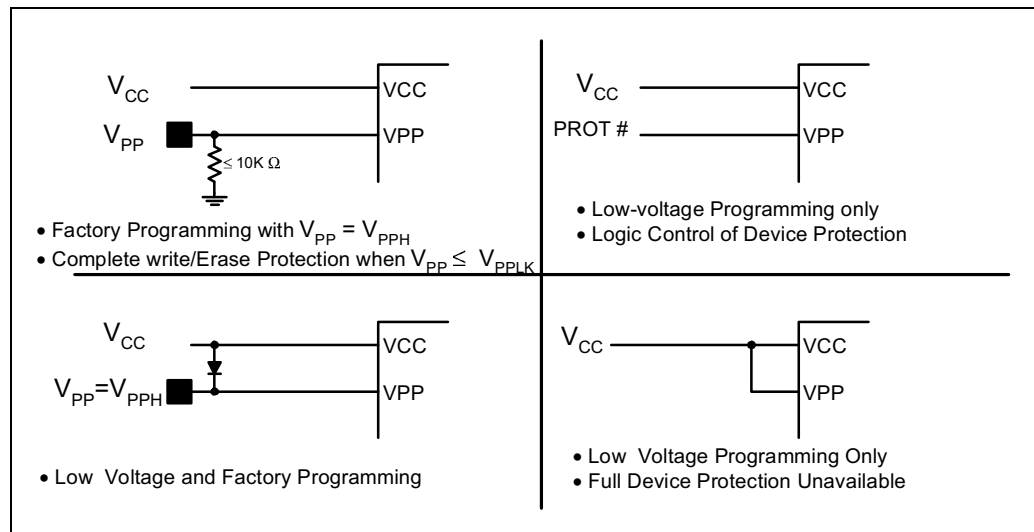 V_CC
VCC
V_PP
VPP
≤ 10K Ω
• Factory Programming with V_PP = V_PPH
• Complete write/Erase Protection when V_PP ≤ V_PPLK
V_CC
VCC
PROT #
VPP
• Low-voltage Programming only
• Logic Control of Device Protection
V_CC
VCC
V_PP=V_PPH
VPP
• Low Voltage and Factory Programming
V_CC
VCC
VPP
• Low Voltage Programming Only
• Full Device Protection Unavailable